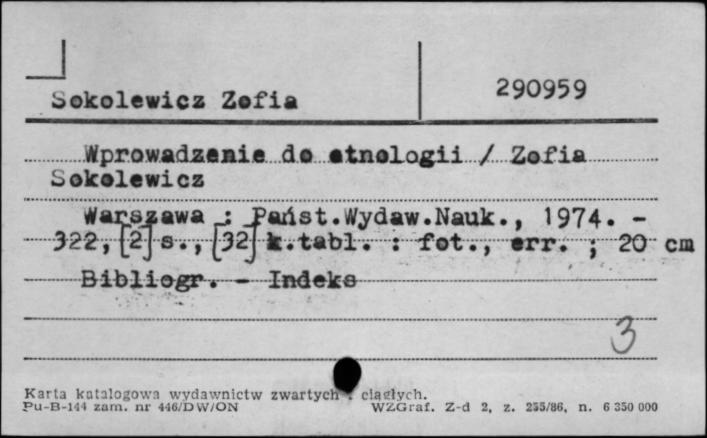 Sokolewicz Zofia
290959
Wprowadzenie do etnologii / Zofia
Sokolewicz
Warszawa : Państ.Wydaw.Nauk., 1974. -
322, [2] s., [32] k.tabl. : fot., err. ; 20 cm
Bibliogr. - Indeks
3
Karta katalogowa wydawnictw zwartych i ciągłych.
Pu-B-144 zam. nr 446/DW/ON
WZGraf. Z-d 2, z. 255/86, n. 6 350 000